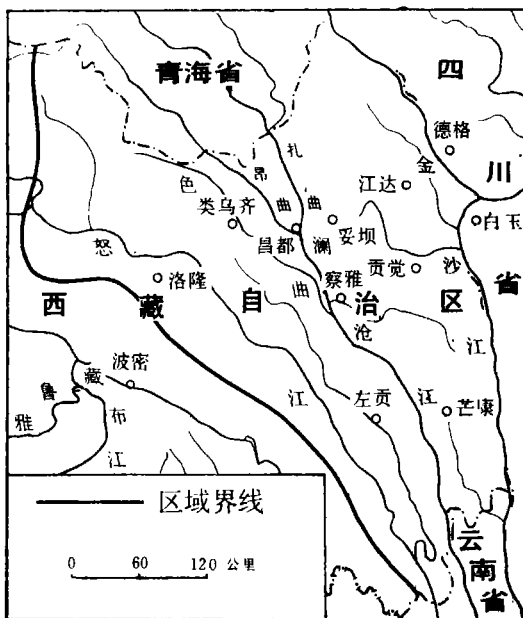 青海省
四川省
德格
金沙江
江达
扎曲
昂曲
色曲
类乌齐
昌都
妥坝
白玉
贡觉
澜沧江
察雅
怒江
洛隆
西藏自治区
波密
雅鲁藏布江
左贡
芒康
云南省
区域界线
0 60 120 公里